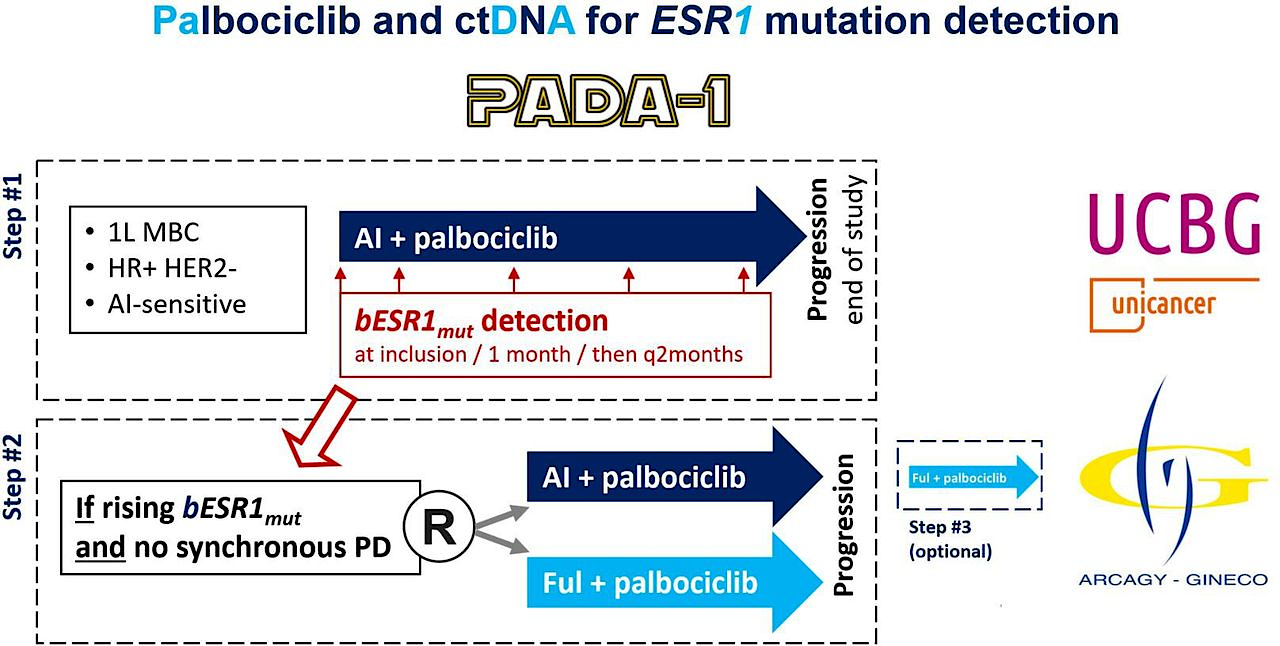 Palbociclib and ctDNA for ESR1 mutation detection
PADA-1
Step #1
• 1L MBC
• HR+ HER2-
• AI-sensitive
AI + palbociclib
bESR1mut detection
at inclusion / 1 month / then q2months
Progression
end of study
UCBG
unicancer
Step #2
If rising bESR1mut
and no synchronous PD
R
AI + palbociclib
Ful + palbociclib
Progression
Ful + palbociclib
Step #3
(optional)
G
ARCAGY - GINECO